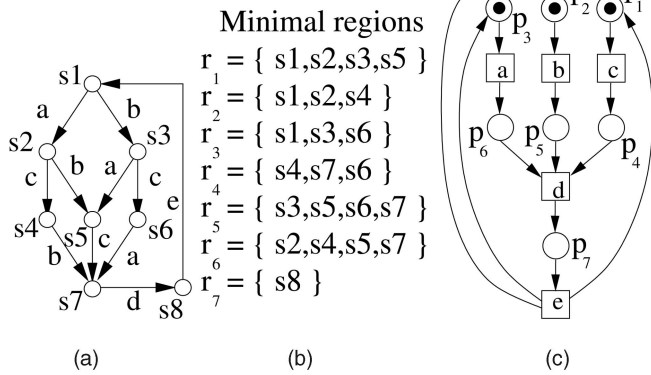 Minimal regions
r1 = { s1,s2,s3,s5 }
r2 = { s1,s2,s4 }
r3 = { s1,s3,s6 }
r4 = { s4,s7,s6 }
r5 = { s3,s5,s6,s7 }
r6 = { s2,s4,s5,s7 }
r7 = { s8 }
s1
a b
s2 s3
c b a c
e
s4 s5 s6
b c a
s7 d s8
p3 p2 p1
a b c
p6 p5 p4
d
p7
e
(a) (b) (c)